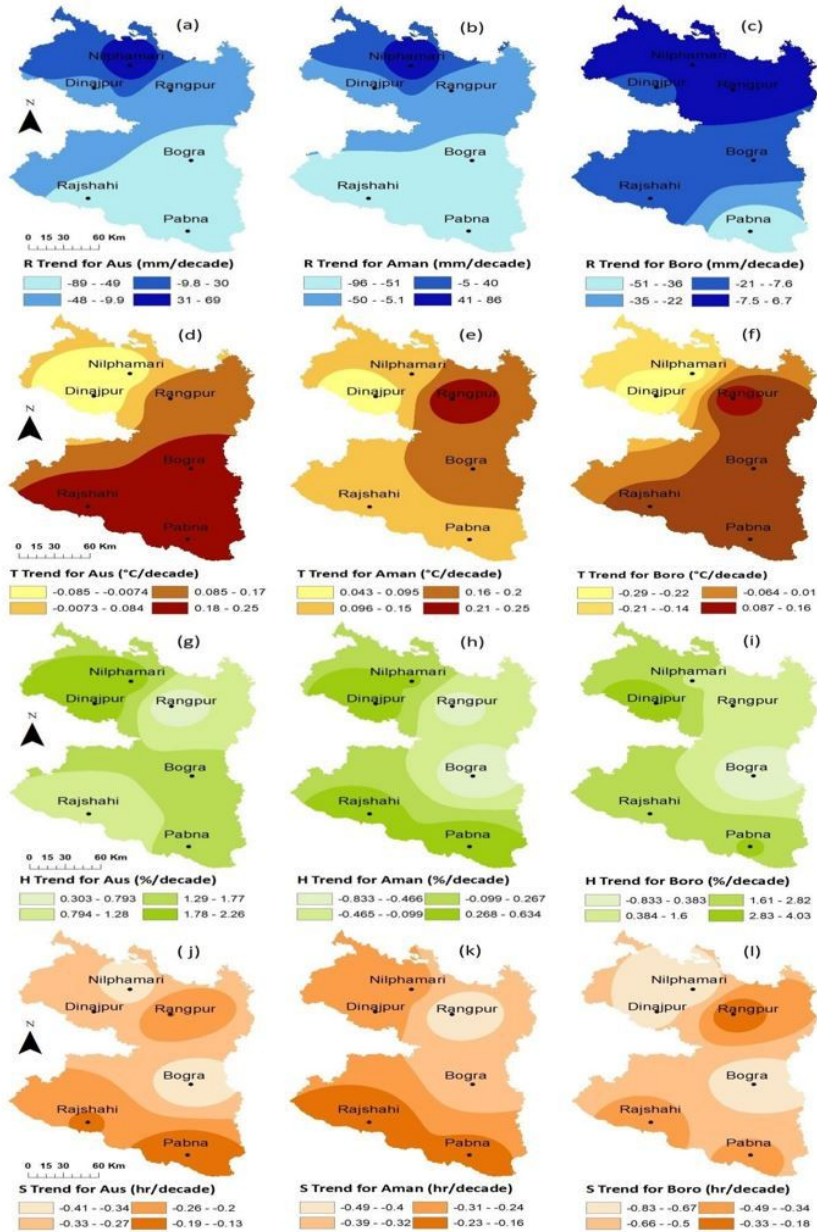 (a) (b) (c)
Nilphamari Nilphamari Nilphamari
Dinajpur Rangpur Dinajpur Rangpur Dinajpur Rangpur
N
Bogra Bogra Bogra
Rajshahi Rajshahi Rajshahi
Pabna Pabna Pabna
0 15 30 60 Km
R Trend for Aus (mm/decade) R Trend for Aman (mm/decade) R Trend for Boro (mm/decade)
-89 - -49 -9.8 - 30 -96 - -51 -5 - 40 -51 - -36 -21 - -7.6
-48 - -9.9 31 - 69 -50 - -5.1 41 - 86 -35 - -22 -7.5 - 6.7
(d) (e) (f)
Nilphamari Nilphamari Nilphamari
Dinajpur Rangpur Dinajpur Rangpur Dinajpur Rangpur
N
Bogra Bogra Bogra
Rajshahi Rajshahi Rajshahi
Pabna Pabna Pabna
0 15 30 60 Km
T Trend for Aus (°C/decade) T Trend for Aman (°C/decade) T Trend for Boro (°C/decade)
-0.085 - -0.0074 0.085 - 0.17 0.043 - 0.095 0.16 - 0.2 -0.29 - -0.22 -0.064 - 0.01
-0.0073 - 0.084 0.18 - 0.25 0.096 - 0.15 0.21 - 0.25 -0.21 - -0.14 0.087 - 0.16
(g) (h) (i)
Nilphamari Nilphamari Nilphamari
Dinajpur Rangpur Dinajpur Rangpur Dinajpur Rangpur
N
Bogra Bogra Bogra
Rajshahi Rajshahi Rajshahi
Pabna Pabna Pabna
0 15 30 60 Km
H Trend for Aus (%/decade) H Trend for Aman (%/decade) H Trend for Boro (%/decade)
0.303 - 0.793 1.29 - 1.77 -0.833 - -0.466 -0.099 - 0.267 -0.833 - 0.383 1.61 - 2.82
0.794 - 1.28 1.78 - 2.26 -0.465 - -0.099 0.268 - 0.634 0.384 - 1.6 2.83 - 4.03
(j) (k) (l)
Nilphamari Nilphamari Nilphamari
Dinajpur Rangpur Dinajpur Rangpur Dinajpur Rangpur
N
Bogra Bogra Bogra
Rajshahi Rajshahi Rajshahi
Pabna Pabna Pabna
0 15 30 60 Km
S Trend for Aus (hr/decade) S Trend for Aman (hr/decade) S Trend for Boro (hr/decade)
-0.41 - -0.34 -0.26 - -0.2 -0.49 - -0.4 -0.31 - -0.24 -0.83 - -0.67 -0.49 - -0.34
-0.33 - -0.27 -0.19 - -0.13 -0.39 - -0.32 -0.23 - -0.16 -0.66 - -0.5 -0.33 - -0.18